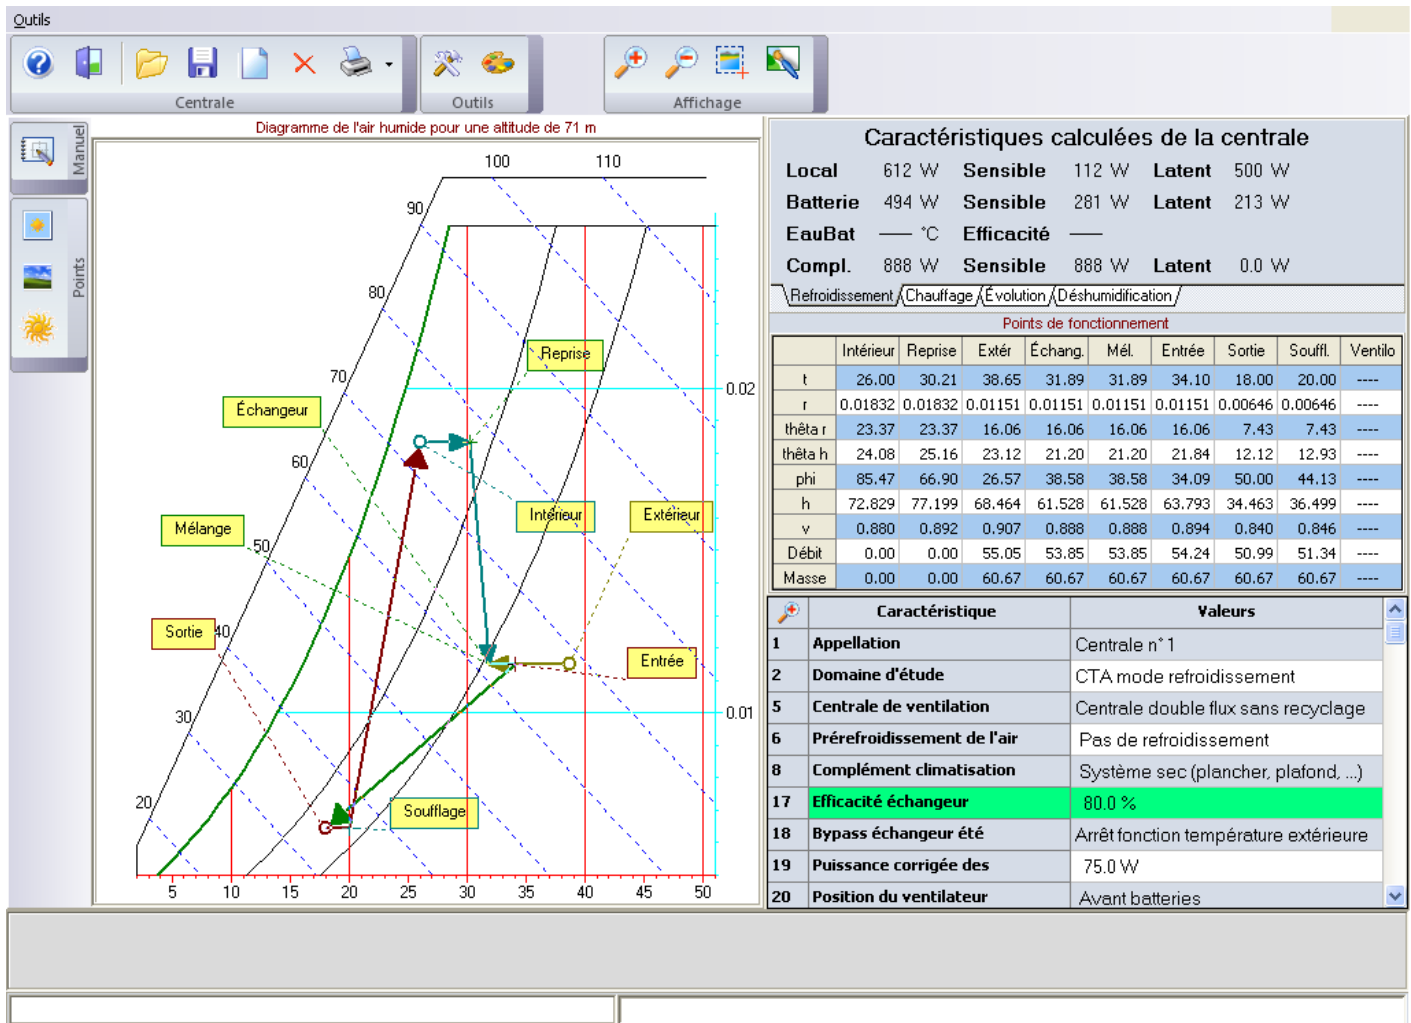 Outils
Centrale
Outils
Affichage
Manuel
Points
Diagramme de l'air humide pour une altitude de 71 m
100 110
90
80
70
60
50
40
30
20
Reprise
Échangeur
Intérieur
Extérieur
Mélange
Sortie
Entrée
Soufflage
0.02
0.01
5 10 15 20 25 30 35 40 45 50
Caractéristiques calculées de la centrale
Local 612 W Sensible 112 W Latent 500 W
Batterie 494 W Sensible 281 W Latent 213 W
EauBat —— °C Efficacité ——
Compl. 888 W Sensible 888 W Latent 0.0 W
Refroidissement Chauffage Évolution Déshumidification
Points de fonctionnement
Intérieur Reprise Extér Échang. Mél. Entrée Sortie Souffl. Ventilo
t 26.00 30.21 38.65 31.89 31.89 34.10 18.00 20.00 ----
r 0.01832 0.01832 0.01151 0.01151 0.01151 0.01151 0.00646 0.00646 ----
thêta r 23.37 23.37 16.06 16.06 16.06 16.06 7.43 7.43 ----
thêta h 24.08 25.16 23.12 21.20 21.20 21.84 12.12 12.93 ----
phi 85.47 66.90 26.57 38.58 38.58 34.09 50.00 44.13 ----
h 72.829 77.199 68.464 61.528 61.528 63.793 34.463 36.499 ----
v 0.880 0.892 0.907 0.888 0.888 0.894 0.840 0.846 ----
Débit 0.00 0.00 55.05 53.85 53.85 54.24 50.99 51.34 ----
Masse 0.00 0.00 60.67 60.67 60.67 60.67 60.67 60.67 ----
Caractéristique Valeurs
1 Appellation Centrale n° 1
2 Domaine d'étude CTA mode refroidissement
5 Centrale de ventilation Centrale double flux sans recyclage
6 Prérefroidissement de l'air Pas de refroidissement
8 Complément climatisation Système sec (plancher, plafond, ...)
17 Efficacité échangeur 80.0 %
18 Bypass échangeur été Arrêt fonction température extérieure
19 Puissance corrigée des 75.0 W
20 Position du ventilateur Avant batteries